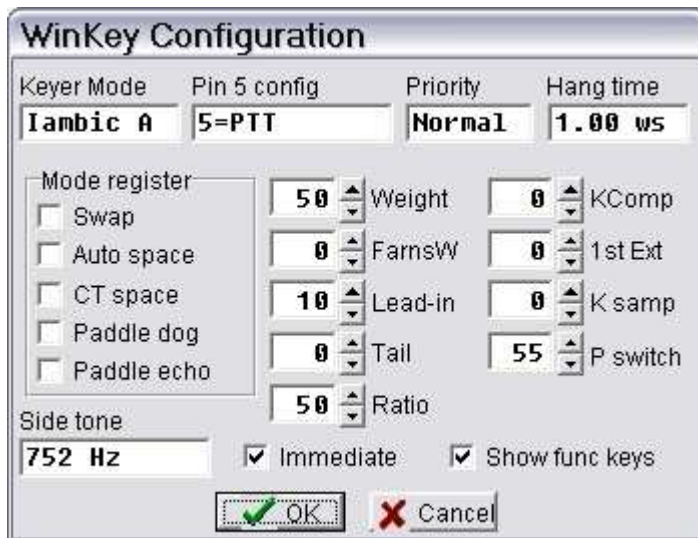 WinKey Configuration
Keyer Mode Pin 5 config Priority Hang time
Iambic A 5=PTT Normal 1.00 ws
Mode register
Swap
Auto space
CT space
Paddle dog
Paddle echo
50 Weight
0 FarnsW
10 Lead-in
0 Tail
50 Ratio
0 KComp
0 1st Ext
0 K samp
55 P switch
Side tone
752 Hz
Immediate
Show func keys
OK Cancel